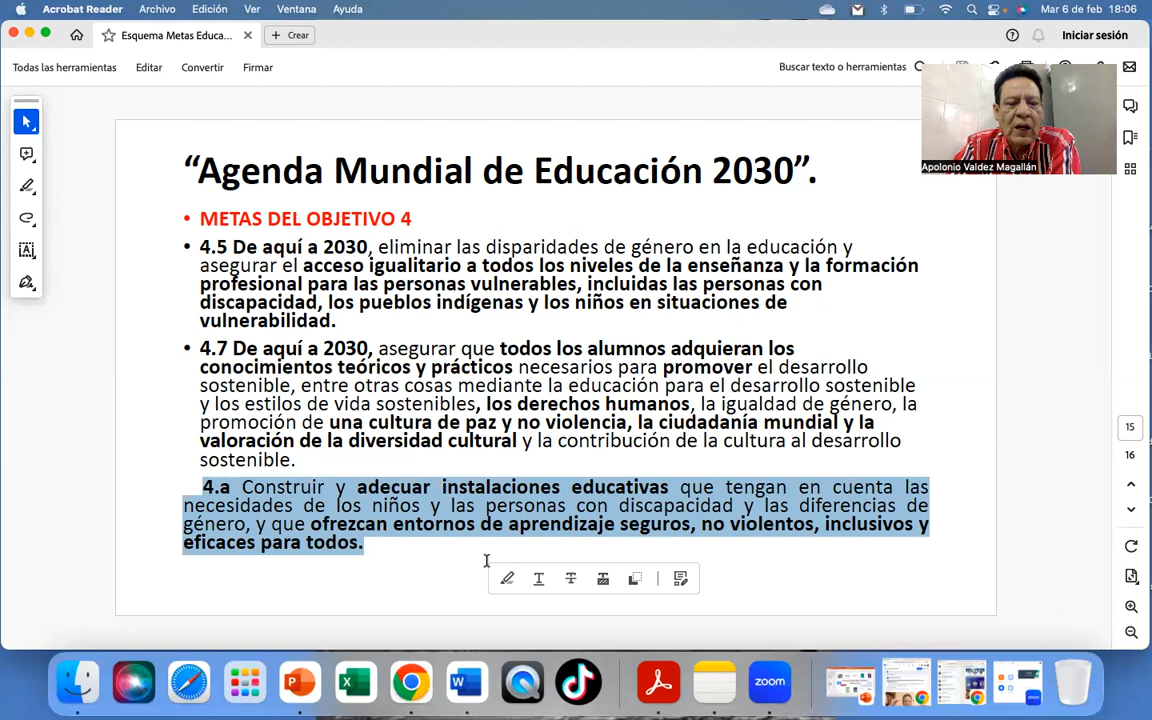 Acrobat Reader Archivo Edición Ver Ventana Ayuda Mar 6 de feb 18:06
Esquema Metas Educa... Crear Iniciar sesión
Todas las herramientas Editar Convertir Firmar Buscar texto o herramientas
Apolonio Valdez Magallán
“Agenda Mundial de Educación 2030”.
• METAS DEL OBJETIVO 4
• 4.5 De aquí a 2030, eliminar las disparidades de género en la educación y
asegurar el acceso igualitario a todos los niveles de la enseñanza y la formación
profesional para las personas vulnerables, incluidas las personas con
discapacidad, los pueblos indígenas y los niños en situaciones de
vulnerabilidad.
• 4.7 De aquí a 2030, asegurar que todos los alumnos adquieran los
conocimientos teóricos y prácticos necesarios para promover el desarrollo
sostenible, entre otras cosas mediante la educación para el desarrollo sostenible
y los estilos de vida sostenibles, los derechos humanos, la igualdad de género, la
promoción de una cultura de paz y no violencia, la ciudadanía mundial y la
valoración de la diversidad cultural y la contribución de la cultura al desarrollo
sostenible.
4.a Construir y adecuar instalaciones educativas que tengan en cuenta las
necesidades de los niños y las personas con discapacidad y las diferencias de
género, y que ofrezcan entornos de aprendizaje seguros, no violentos, inclusivos y
eficaces para todos.
15
16
zoom